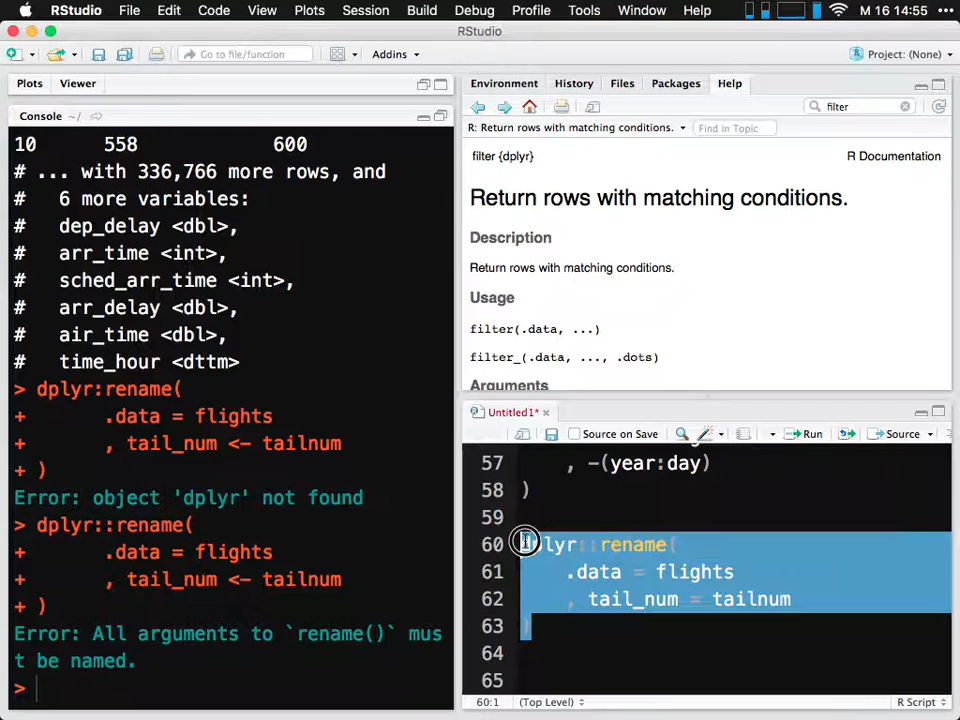 RStudio File Edit Code View Plots Session Build Debug Profile Tools Window Help M 16 14:55
RStudio
Go to file/function Addins Project: (None)
Plots Viewer
Console ~/
10 558 600
# ... with 336,766 more rows, and
# 6 more variables:
# dep_delay <dbl>,
# arr_time <int>,
# sched_arr_time <int>,
# arr_delay <dbl>,
# air_time <dbl>,
# time_hour <dttm>
> dplyr:rename(
+ .data = flights
+ , tail_num <- tailnum
+ )
Error: object 'dplyr' not found
> dplyr::rename(
+ .data = flights
+ , tail_num <- tailnum
+ )
Error: All arguments to `rename()` mus
t be named.
>
Environment History Files Packages Help
filter
R: Return rows with matching conditions. Find in Topic
filter {dplyr} R Documentation
Return rows with matching conditions.
Description
Return rows with matching conditions.
Usage
filter(.data, ...)
filter_(.data, ..., .dots)
Arguments
Untitled1*
Source on Save Run Source
57 , -(year:day)
58 )
59
60 dplyr::rename(
61 .data = flights
62 , tail_num = tailnum
63 )
64
65
60:1 (Top Level) R Script